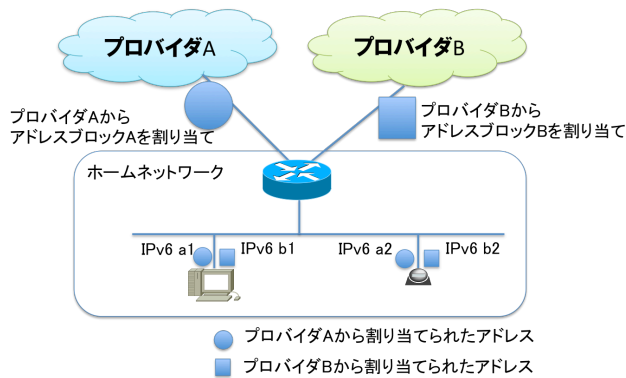 プロバイダA
プロバイダB
プロバイダAから
アドレスブロックAを割り当て
プロバイダBから
アドレスブロックBを割り当て
ホームネットワーク
IPv6 a1
IPv6 b1
IPv6 a2
IPv6 b2
プロバイダAから割り当てられたアドレス
プロバイダBから割り当てられたアドレス